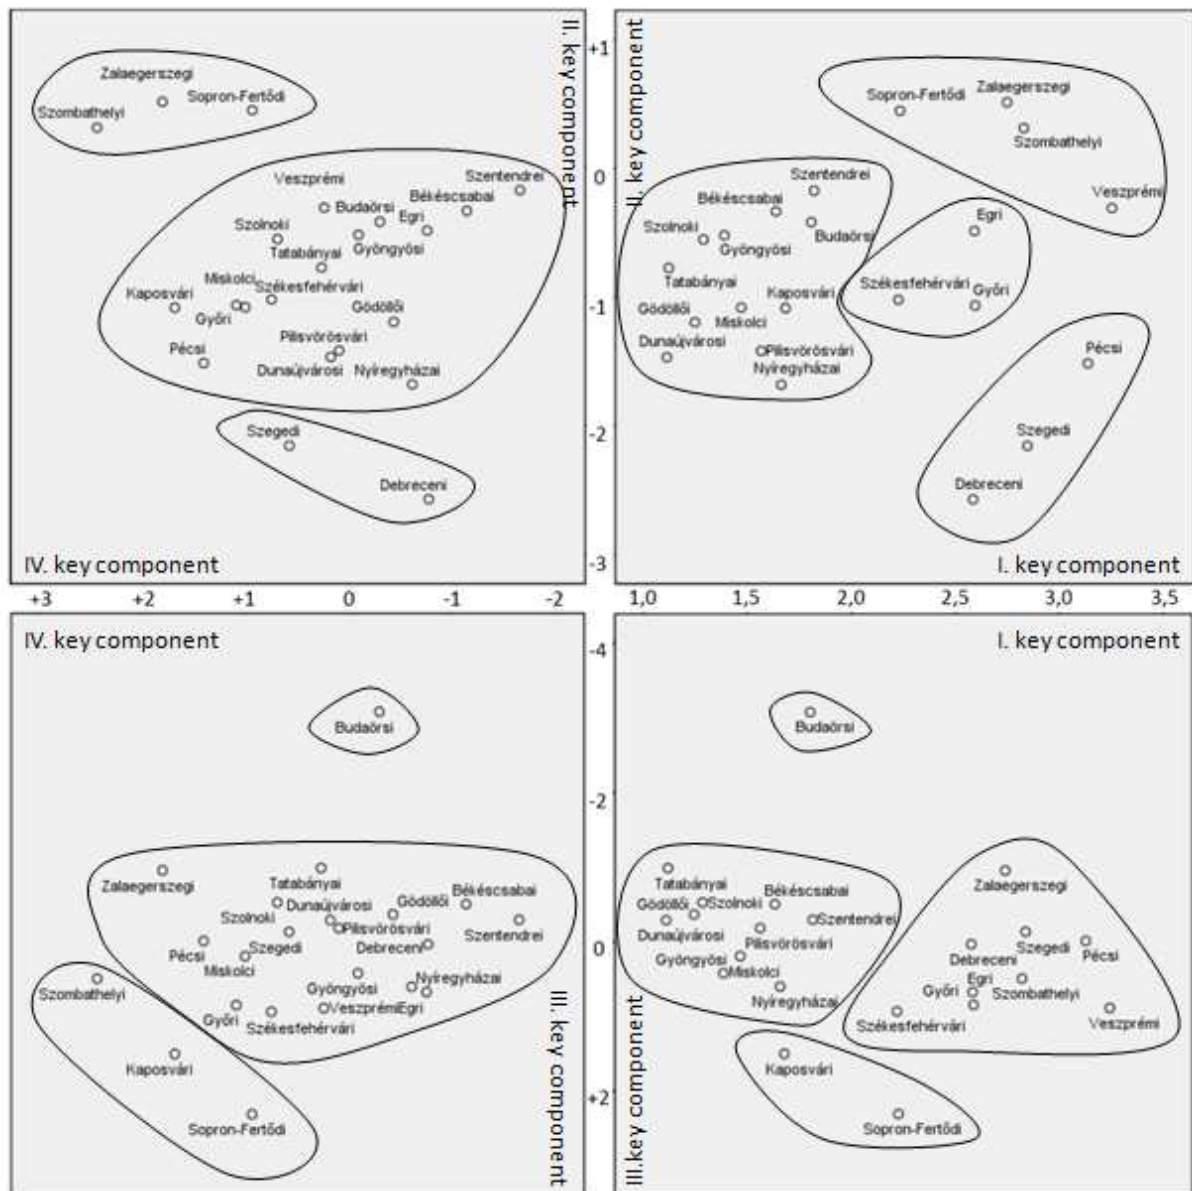 Zalaegerszegi
Sopron-Fertődi
Szombathelyi
Veszprémi
Szentendrei
Budaörsi
Békéscsabai
Egri
Szolnoki
Gyöngyösi
Tatabányai
Miskolci
Székesfehérvári
Kaposvári
Győri
Gödöllői
Pilisvörösvári
Pécsi
Dunaújvárosi
Nyíregyházai
Szegedi
Debreceni
IV. key component
II. key component
+1
0
-1
-2
-3
II. key component
Zalaegerszegi
Sopron-Fertődi
Szombathelyi
Veszprémi
Szentendrei
Békéscsabai
Egri
Szolnoki
Budaörsi
Gyöngyösi
Székesfehérvári
Győri
Tatabányai
Kaposvári
Gödöllői
Miskolci
Dunaújvárosi
Pilisvörösvári
Nyíregyházai
Pécsi
Szegedi
Debreceni
I. key component
+3 +2 +1 0 -1 -2
1,0 1,5 2,0 2,5 3,0 3,5
IV. key component
Budaörsi
Zalaegerszegi
Tatabányai
Békéscsabai
Gödöllői
Dunaújvárosi
Szolnoki
Pilisvörösvári
Szentendrei
Pécsi
Szegedi
Debreceni
Miskolci
Gyöngyösi
Nyíregyházai
Szombathelyi
Győri
Veszprémi
Egri
Székesfehérvári
Kaposvári
Sopron-Fertődi
III. key component
-4
-2
0
+2
I. key component
Budaörsi
Tatabányai
Békéscsabai
Zalaegerszegi
Gödöllői
Szolnoki
Szentendrei
Dunaújvárosi
Pilisvörösvári
Gyöngyösi
Miskolci
Nyíregyházai
Szegedi
Pécsi
Debreceni
Egri
Győri
Szombathelyi
Székesfehérvári
Veszprémi
Kaposvári
Sopron-Fertődi
III.key component